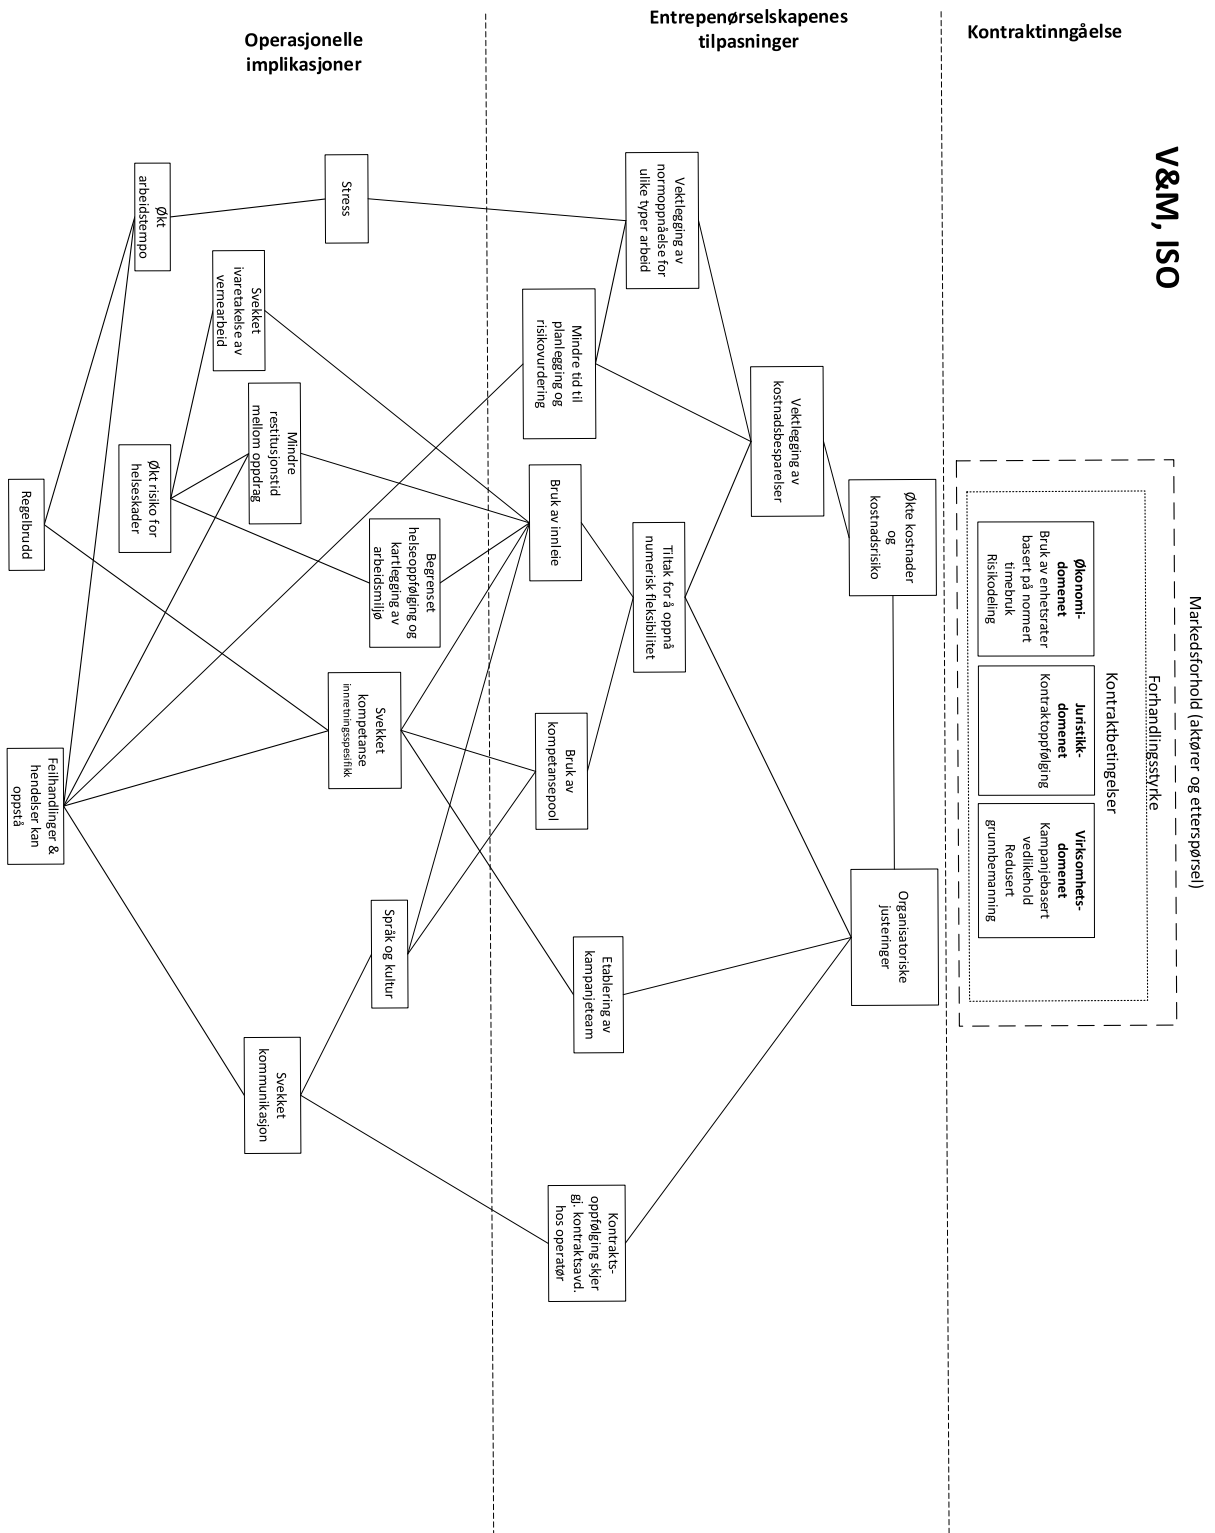 V&M, ISO
Kontraktinngåelse
Markedsforhold (aktører og etterspørsel)
Forhandlingsstyrke
Kontraktbetingelser
Økonomi-
domenet
Bruk av enhetsrater
basert på normert
timebruk
Risikodeling
Juristikk-
domenet
Kontraktoppfølging
Virksomhets-
domenet
Kampanjebasert
vedlikehold
Redusert
grunnbemanning
Entrepenørselskapenes
tilpasninger
Økte kostnader
og
kostnadsrisiko
Organisatoriske
justeringer
Vektlegging av
kostnadsbesparelser
Vektlegging av
normoppnåelse for
ulike typer arbeid
Tiltak for å oppnå
numerisk fleksibilitet
Mindre tid til
planlegging og
risikovurdering
Bruk av innleie
Bruk av
kompetansepool
Etablering av
kampanjeteam
Kontrakts-
oppfølging skjer
gj. kontraktsavd.
hos operatør
Operasjonelle
implikasjoner
Stress
Begrenset
helseoppfølging og
kartlegging av
arbeidsmiljø
Svekket
kompetanse
innretningsspesifikk
Språk og kultur
Svekket
ivaretakelse av
vernearbeid
Mindre
restitusjonstid
mellom oppdrag
Svekket
kommunikasjon
Økt
arbeidstempo
Økt risiko for
helseskader
Regelbrudd
Feilhandlinger &
hendelser kan
oppstå